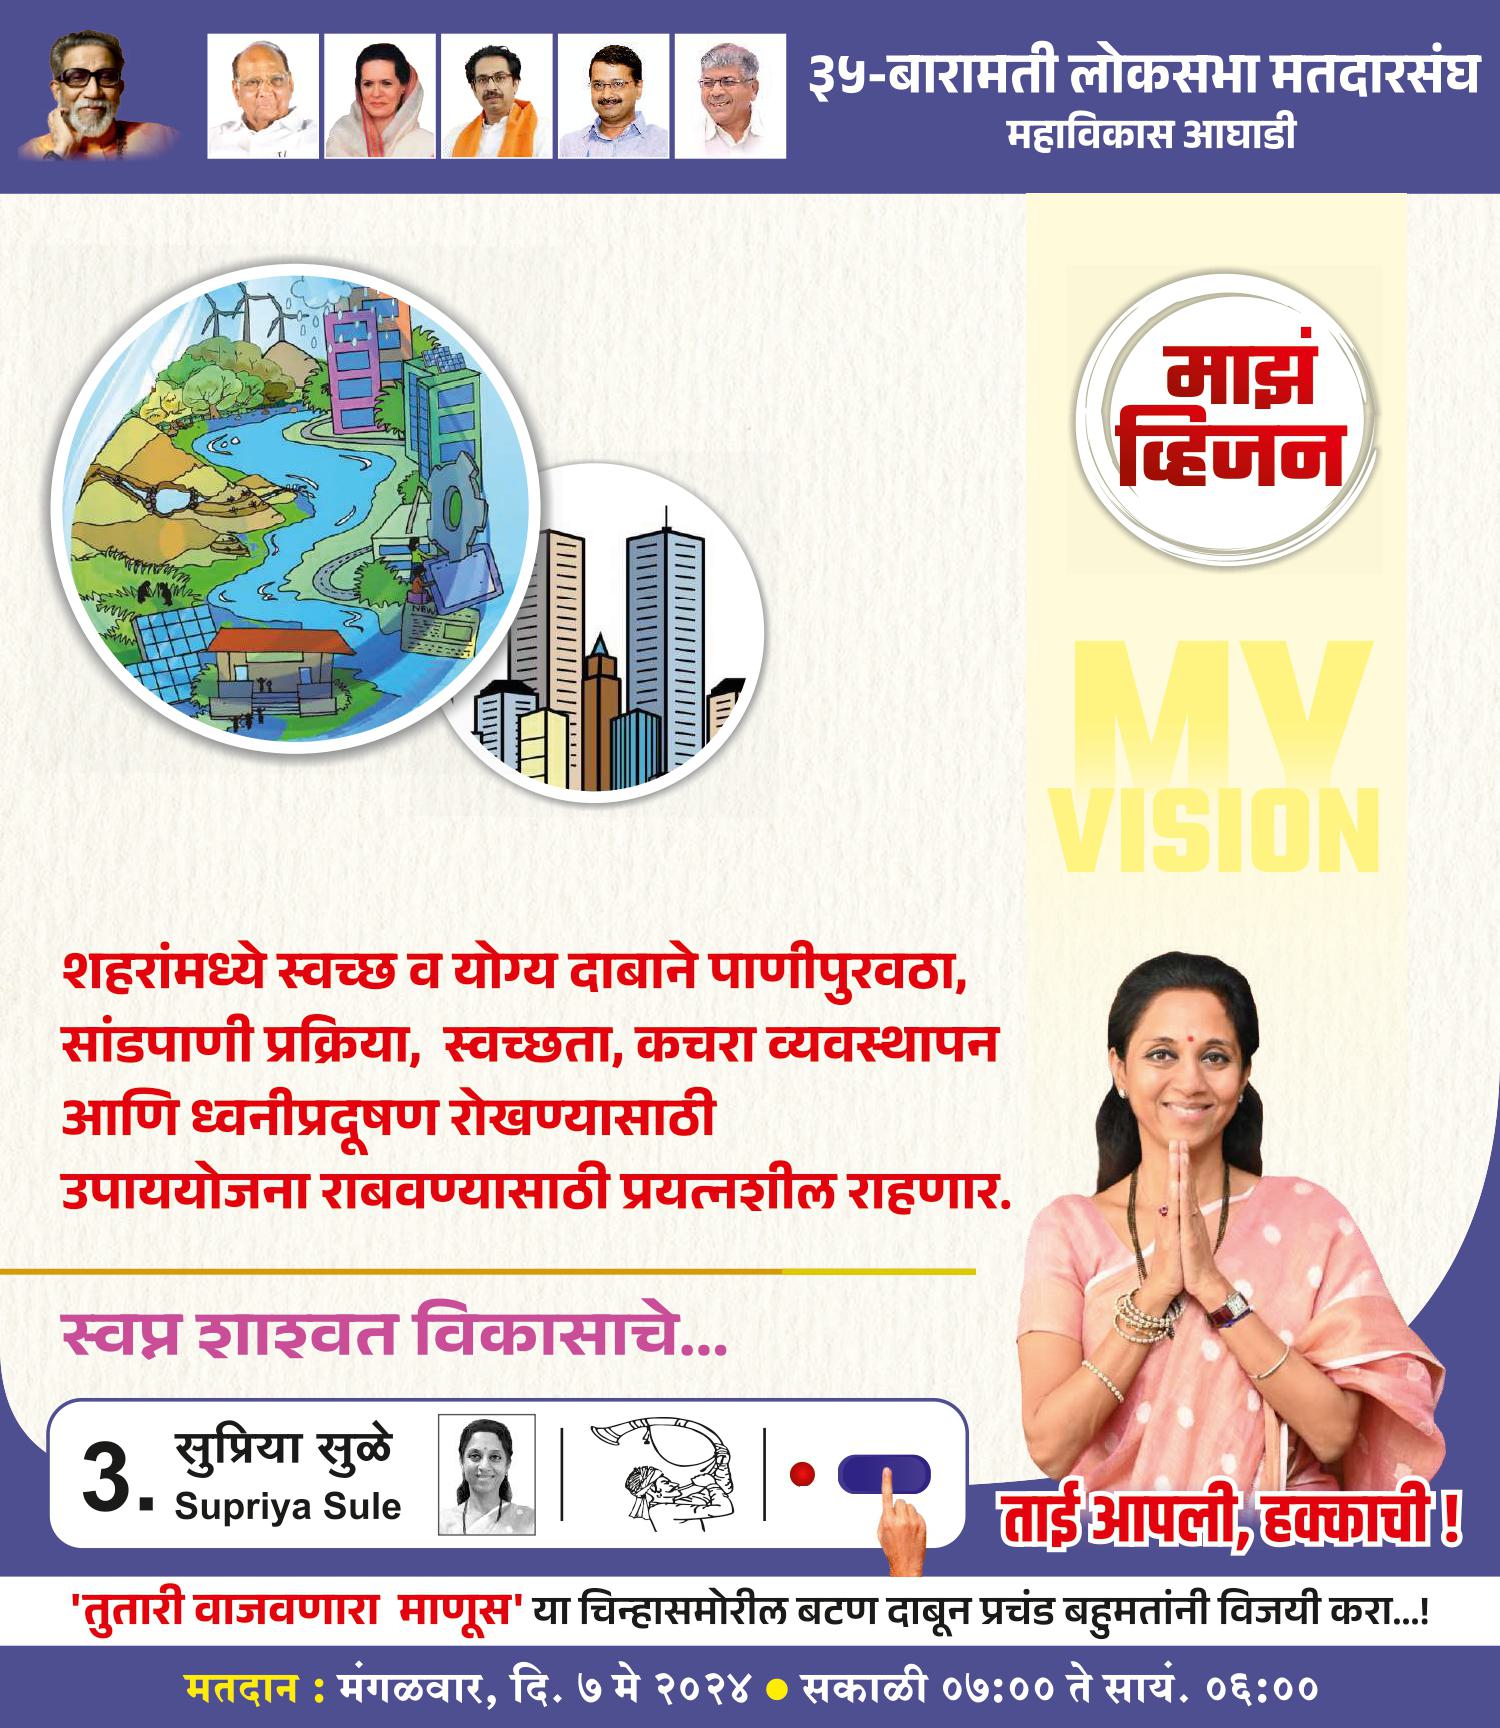 ३५-बारामती लोकसभा मतदारसंघ
महाविकास आघाडी
माझं
व्हिजन
MY
VISION
NEW
शहरांमध्ये स्वच्छ व योग्य दाबाने पाणीपुरवठा,
सांडपाणी प्रक्रिया, स्वच्छता, कचरा व्यवस्थापन
आणि ध्वनीप्रदूषण रोखण्यासाठी
उपाययोजना राबवण्यासाठी प्रयत्नशील राहणार.
स्वप्न शाश्वत विकासाचे...
3. सुप्रिया सुळे
Supriya Sule
ताई आपली, हक्काची !
'तुतारी वाजवणारा माणूस' या चिन्हासमोरील बटण दाबून प्रचंड बहुमतांनी विजयी करा...!
मतदान : मंगळवार, दि. ७ मे २०२४ ● सकाळी ०७:०० ते सायं. ०६:००